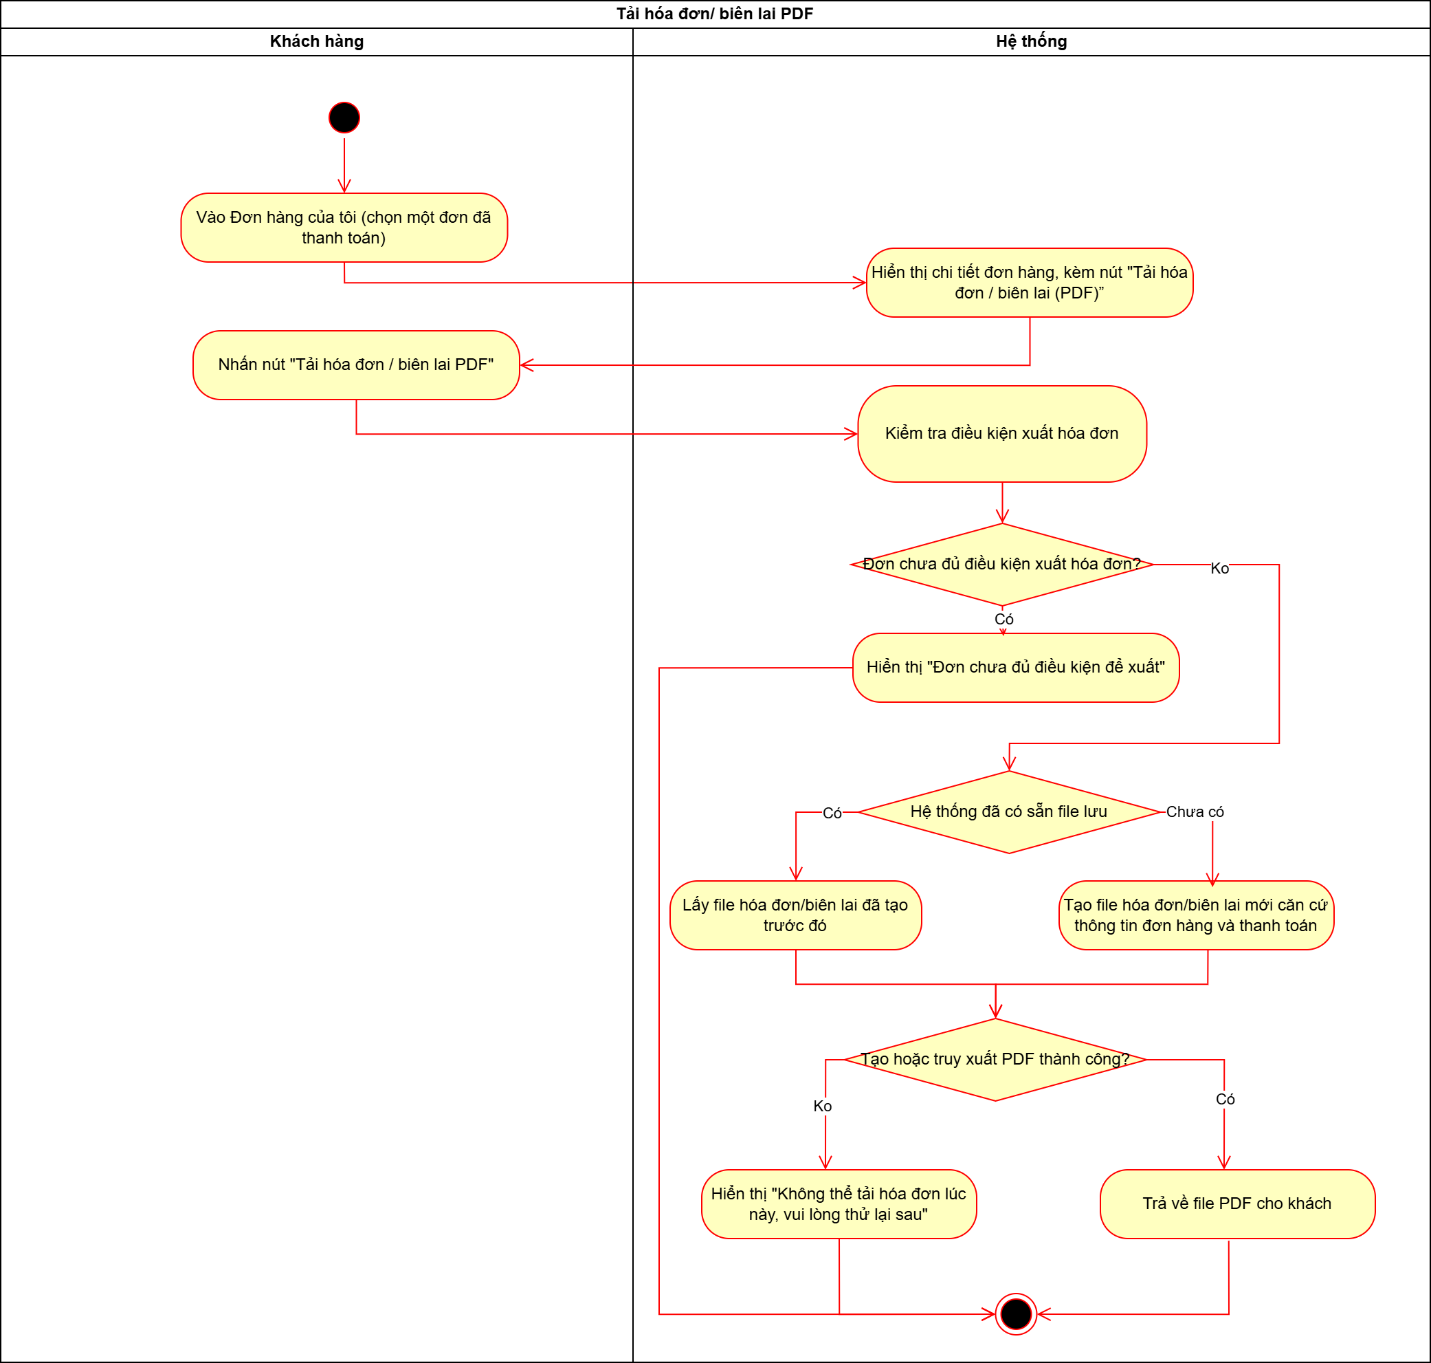 Tải hóa đơn/ biên lai PDF
Khách hàng
Hệ thống
Vào Đơn hàng của tôi (chọn một đơn đã
thanh toán)
Hiển thị chi tiết đơn hàng, kèm nút "Tải hóa
đơn / biên lai (PDF)”
Nhấn nút "Tải hóa đơn / biên lai PDF"
Kiểm tra điều kiện xuất hóa đơn
Đơn chưa đủ điều kiện xuất hóa đơn?
Ko
Có
Hiển thị "Đơn chưa đủ điều kiện để xuất"
Hệ thống đã có sẵn file lưu
Có
Chưa có
Lấy file hóa đơn/biên lai đã tạo
trước đó
Tạo file hóa đơn/biên lai mới căn cứ
thông tin đơn hàng và thanh toán
Tạo hoặc truy xuất PDF thành công?
Ko
Có
Hiển thị "Không thể tải hóa đơn lúc
này, vui lòng thử lại sau"
Trả về file PDF cho khách